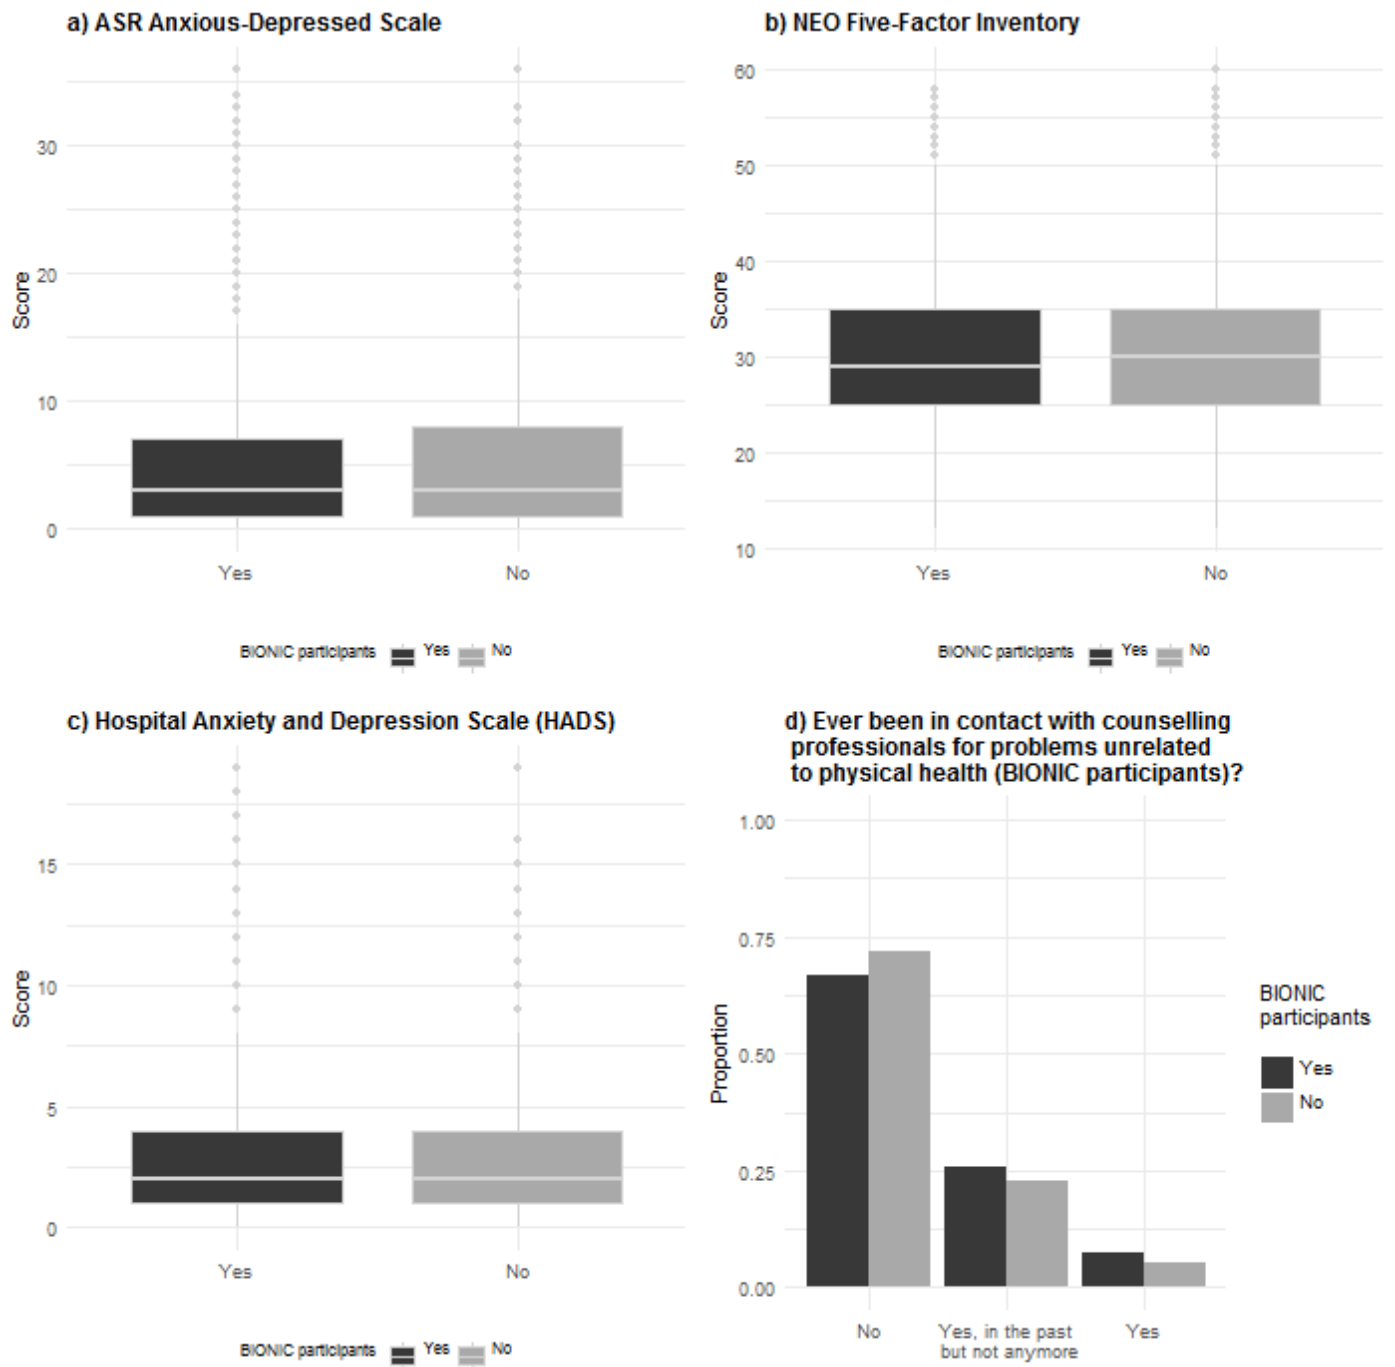 a) ASR Anxious-Depressed Scale
30
20
10
0
Score
Yes
No
BIONIC participants
Yes
No
b) NEO Five-Factor Inventory
60
50
40
30
20
10
Score
Yes
No
BIONIC participants
Yes
No
c) Hospital Anxiety and Depression Scale (HADS)
15
10
5
0
Score
Yes
No
BIONIC participants
Yes
No
d) Ever been in contact with counselling
professionals for problems unrelated
to physical health (BIONIC participants)?
1.00
0.75
0.50
0.25
0.00
Proportion
No
Yes, in the past
but not anymore
Yes
BIONIC
participants
Yes
No